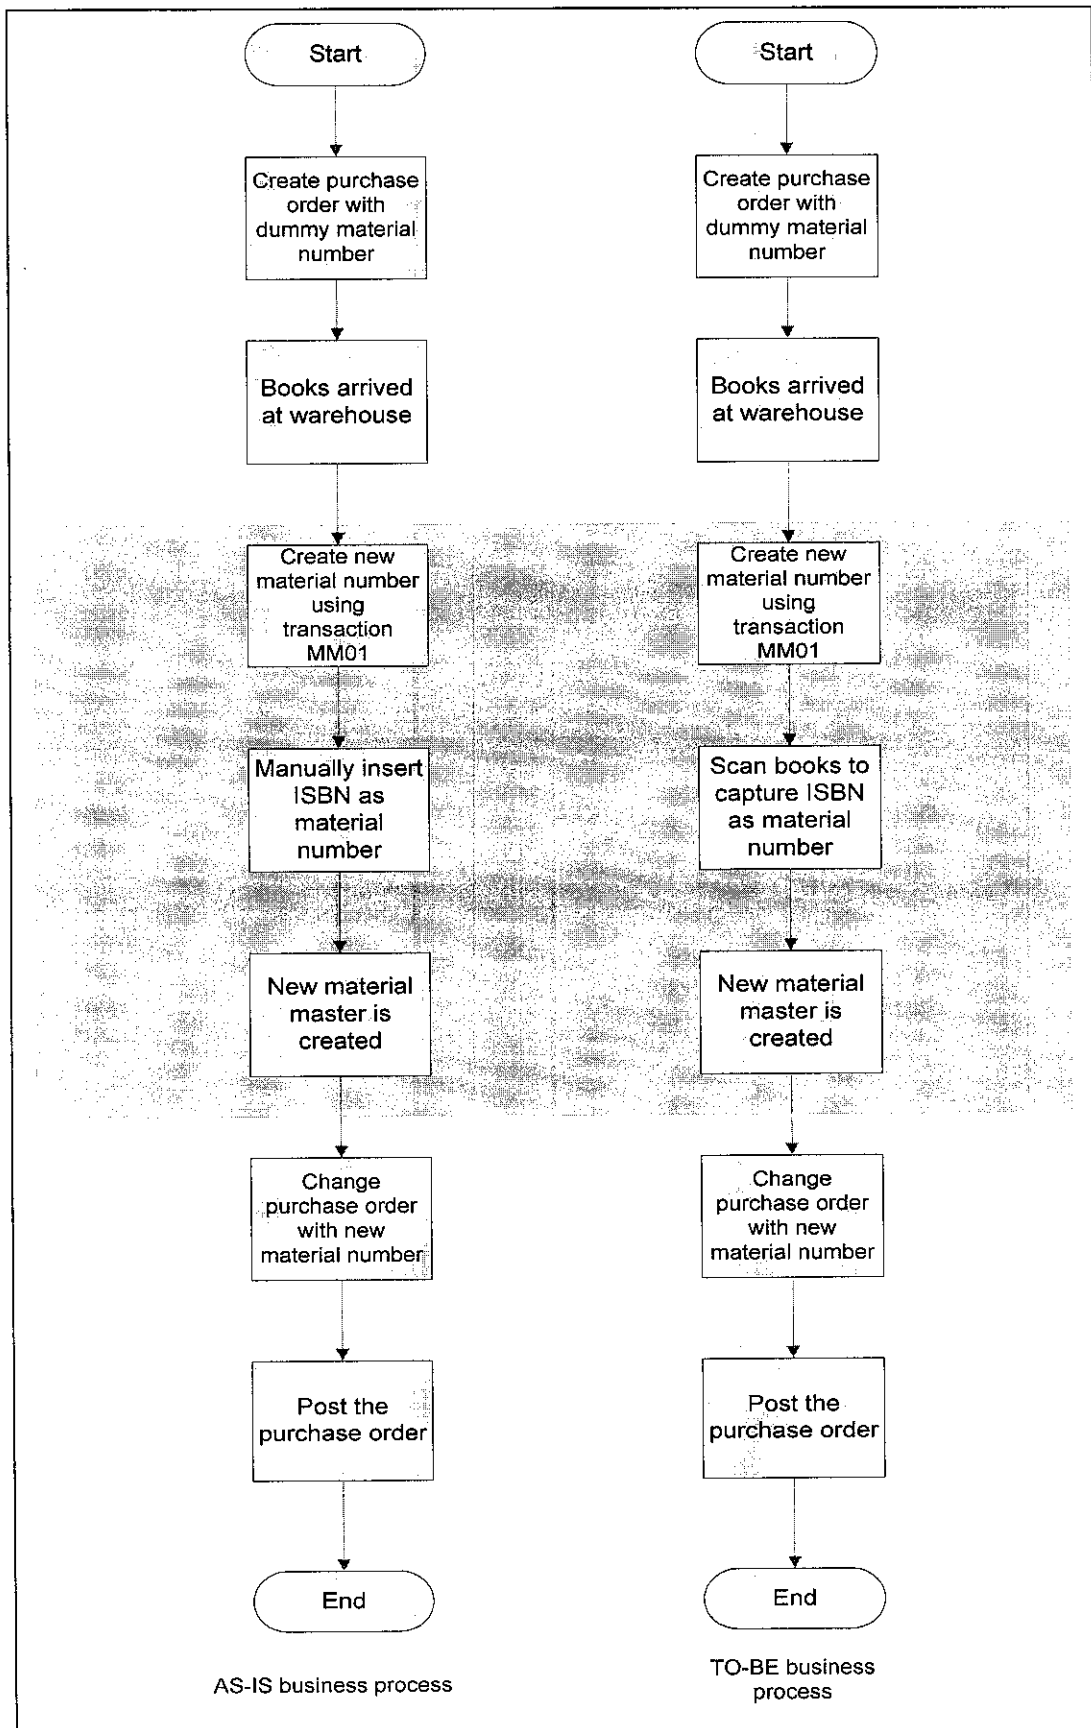 Start
Create purchase
order with
dummy material
number
Books arrived
at warehouse
Create new
material number
using
transaction
MM01
Manually insert
ISBN as
material
number
New material
master is
created
Change
purchase order
with new
material number
Post the
purchase order
End
AS-IS business process
Start
Create purchase
order with
dummy material
number
Books arrived
at warehouse
Create new
material number
using
transaction
MM01
Scan books to
capture ISBN
as material
number
New material
master is
created
Change
purchase order
with new
material number
Post the
purchase order
End
TO-BE business
process